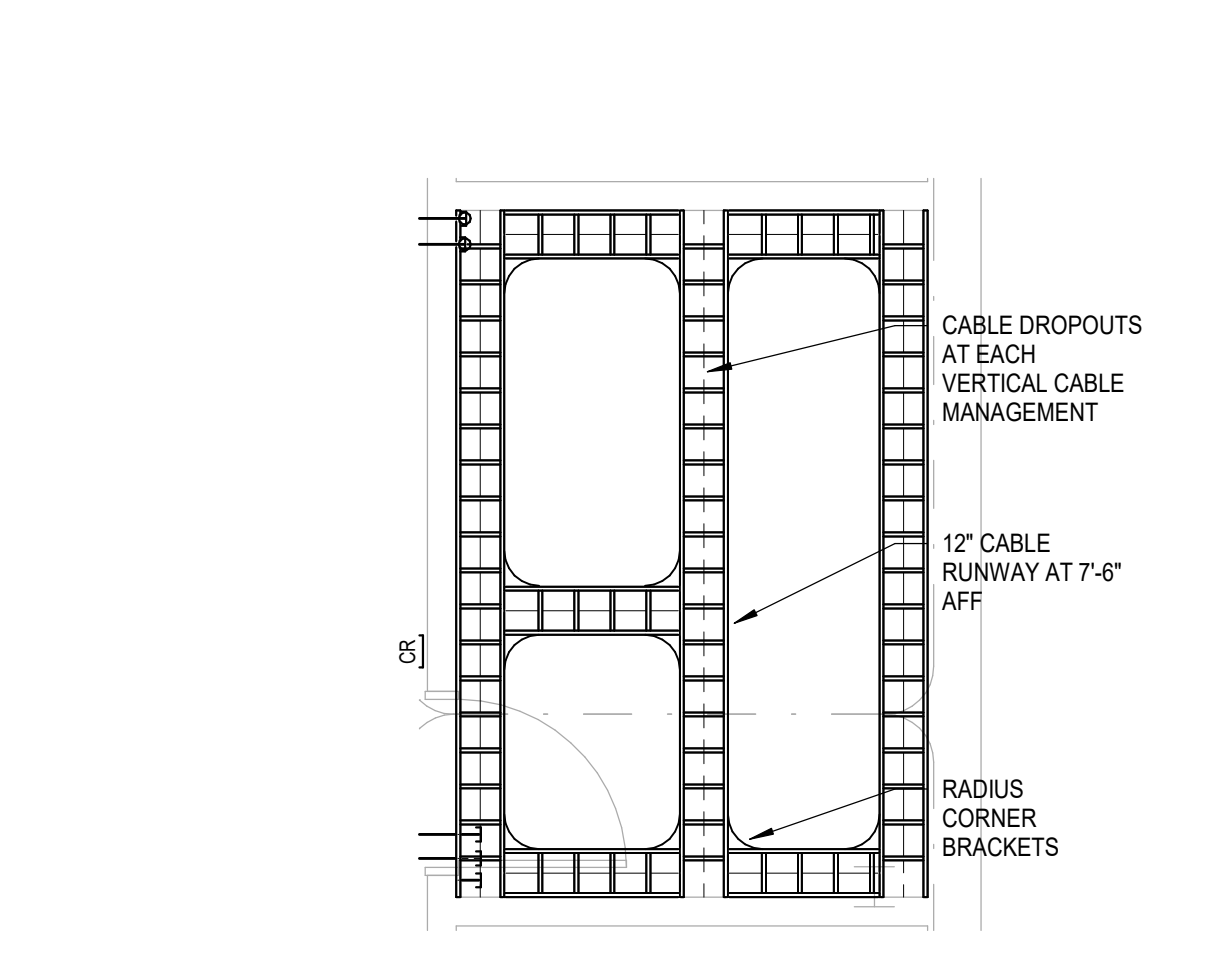 CABLE DROPOUTS
AT EACH
VERTICAL CABLE
MANAGEMENT
12" CABLE
RUNWAY AT 7'-6"
AFF
CR
RADIUS
CORNER
BRACKETS